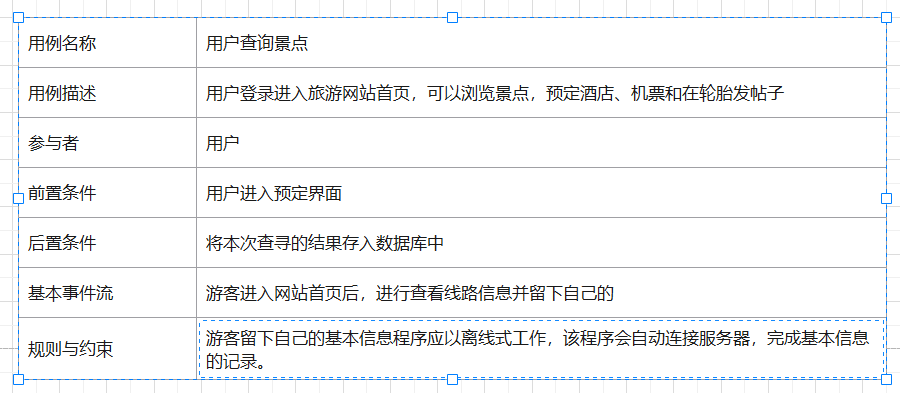 用例名称 用户查询景点
用例描述 用户登录进入旅游网站首页，可以浏览景点，预定酒店、机票和在轮胎发帖子
参与者 用户
前置条件 用户进入预定界面
后置条件 将本次查寻的结果存入数据库中
基本事件流 游客进入网站首页后，进行查看线路信息并留下自己的
规则与约束 游客留下自己的基本信息程序应以离线式工作，该程序会自动连接服务器，完成基本信息
的记录。